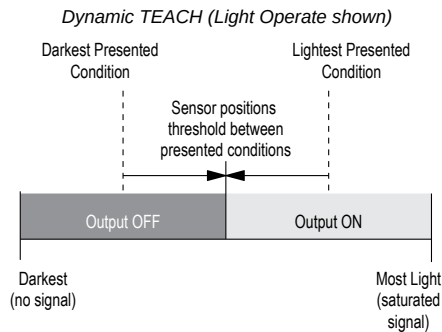 Dynamic TEACH (Light Operate shown)
Darkest Presented
Condition
Lightest Presented
Condition
Sensor positions
threshold between
presented conditions
Output OFF
Output ON
Darkest
(no signal)
Most Light
(saturated
signal)